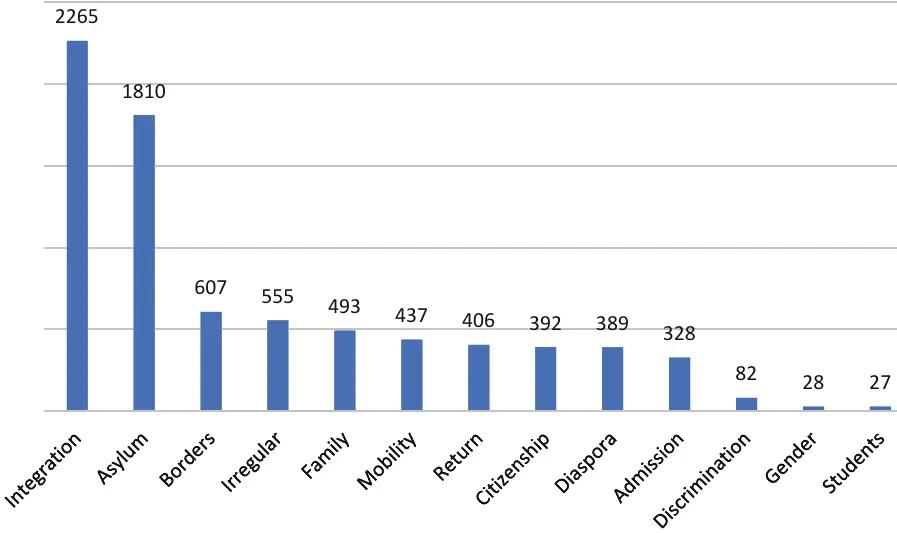 2265
1810
607
555
493
437
406
392
389
328
82
28
27
Integration
Asylum
Borders
Irregular
Family
Mobility
Return
Citizenship
Diaspora
Admission
Discrimination
Gender
Students